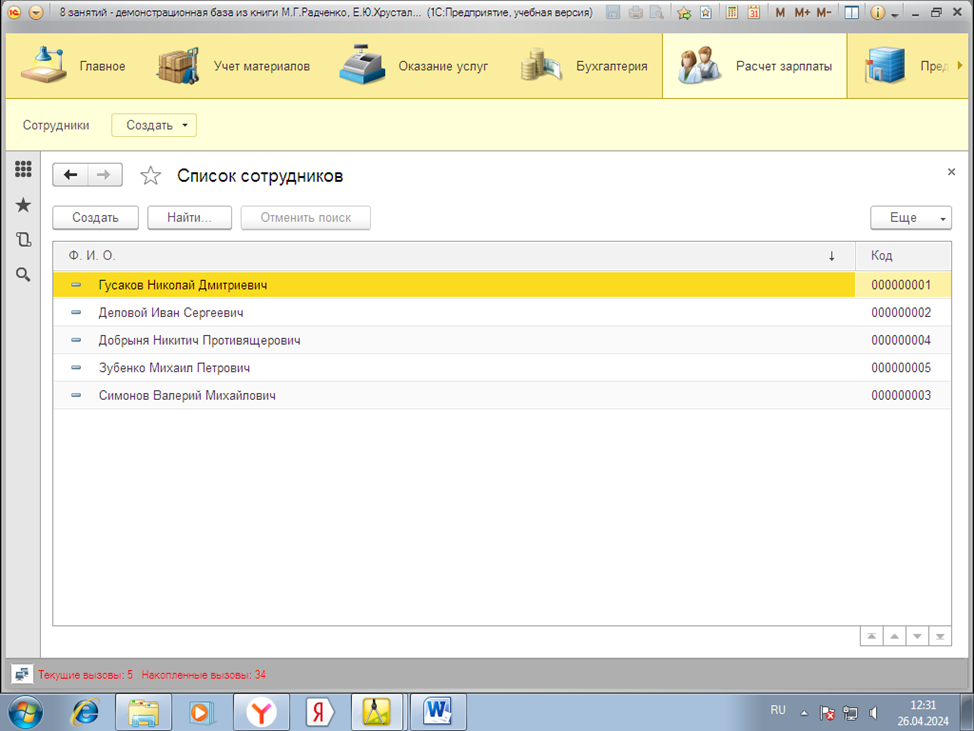 8 занятий - демонстрационная база из книги М.Г.Радченко, Е.Ю.Хрустал... (1С:Предприятие, учебная версия)
M M+ M-
Главное
Учет материалов
Оказание услуг
Бухгалтерия
Расчет зарплаты
Пред
Сотрудники
Создать
Список сотрудников
Создать
Найти...
Отменить поиск
Еще
Ф. И. О. ↓ Код
Гусаков Николай Дмитриевич 000000001
Деловой Иван Сергеевич 000000002
Добрыня Никитич Противящерович 000000004
Зубенко Михаил Петрович 000000005
Симонов Валерий Михайлович 000000003
Текущие вызовы: 5 Накопленные вызовы: 34
RU
12:31
26.04.2024